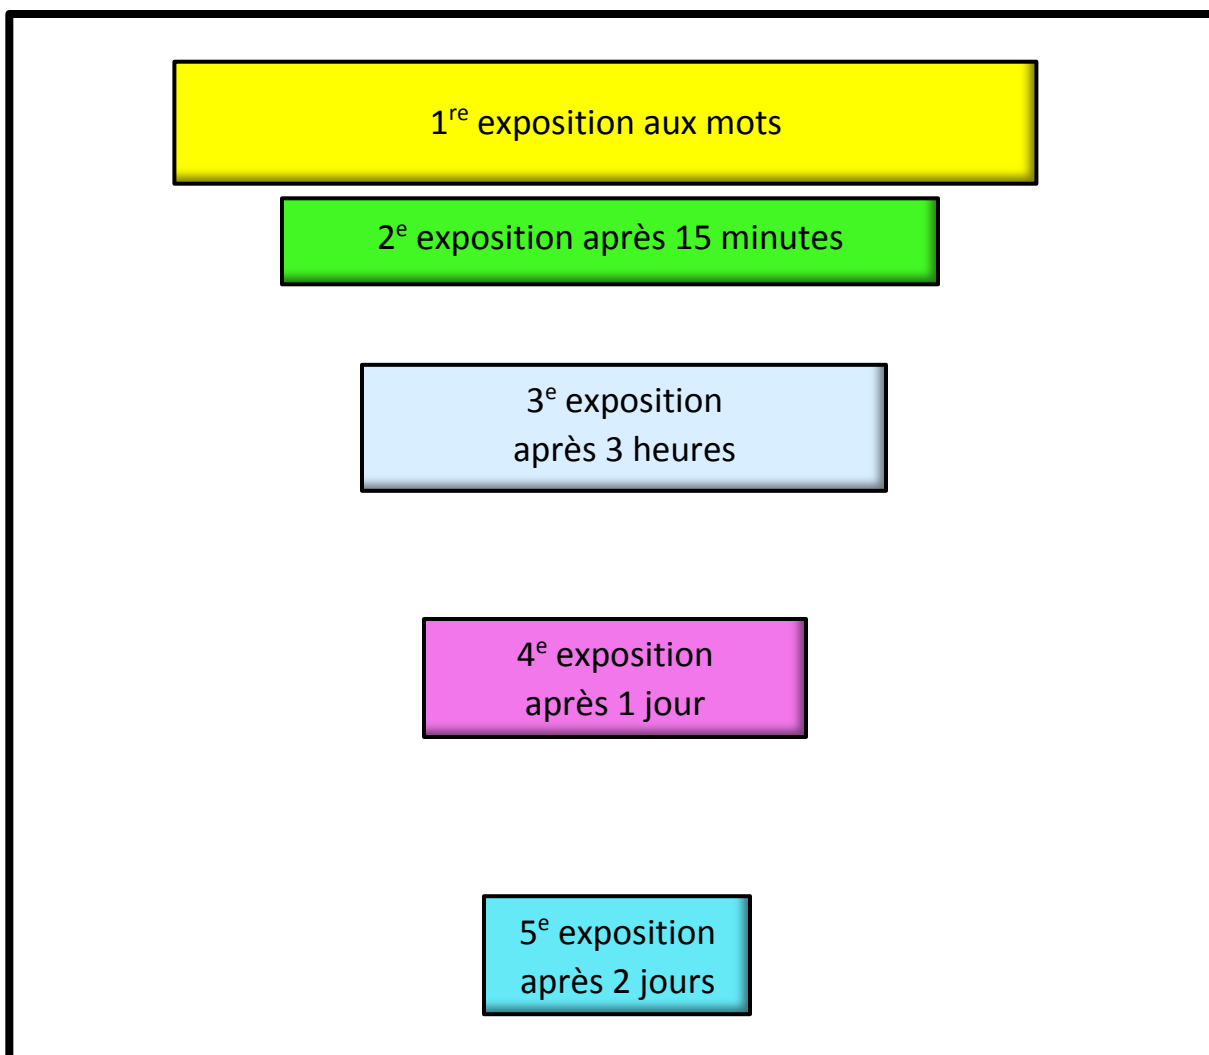 1re exposition aux mots
2e exposition après 15 minutes
3e exposition
après 3 heures
4e exposition
après 1 jour
5e exposition
après 2 jours